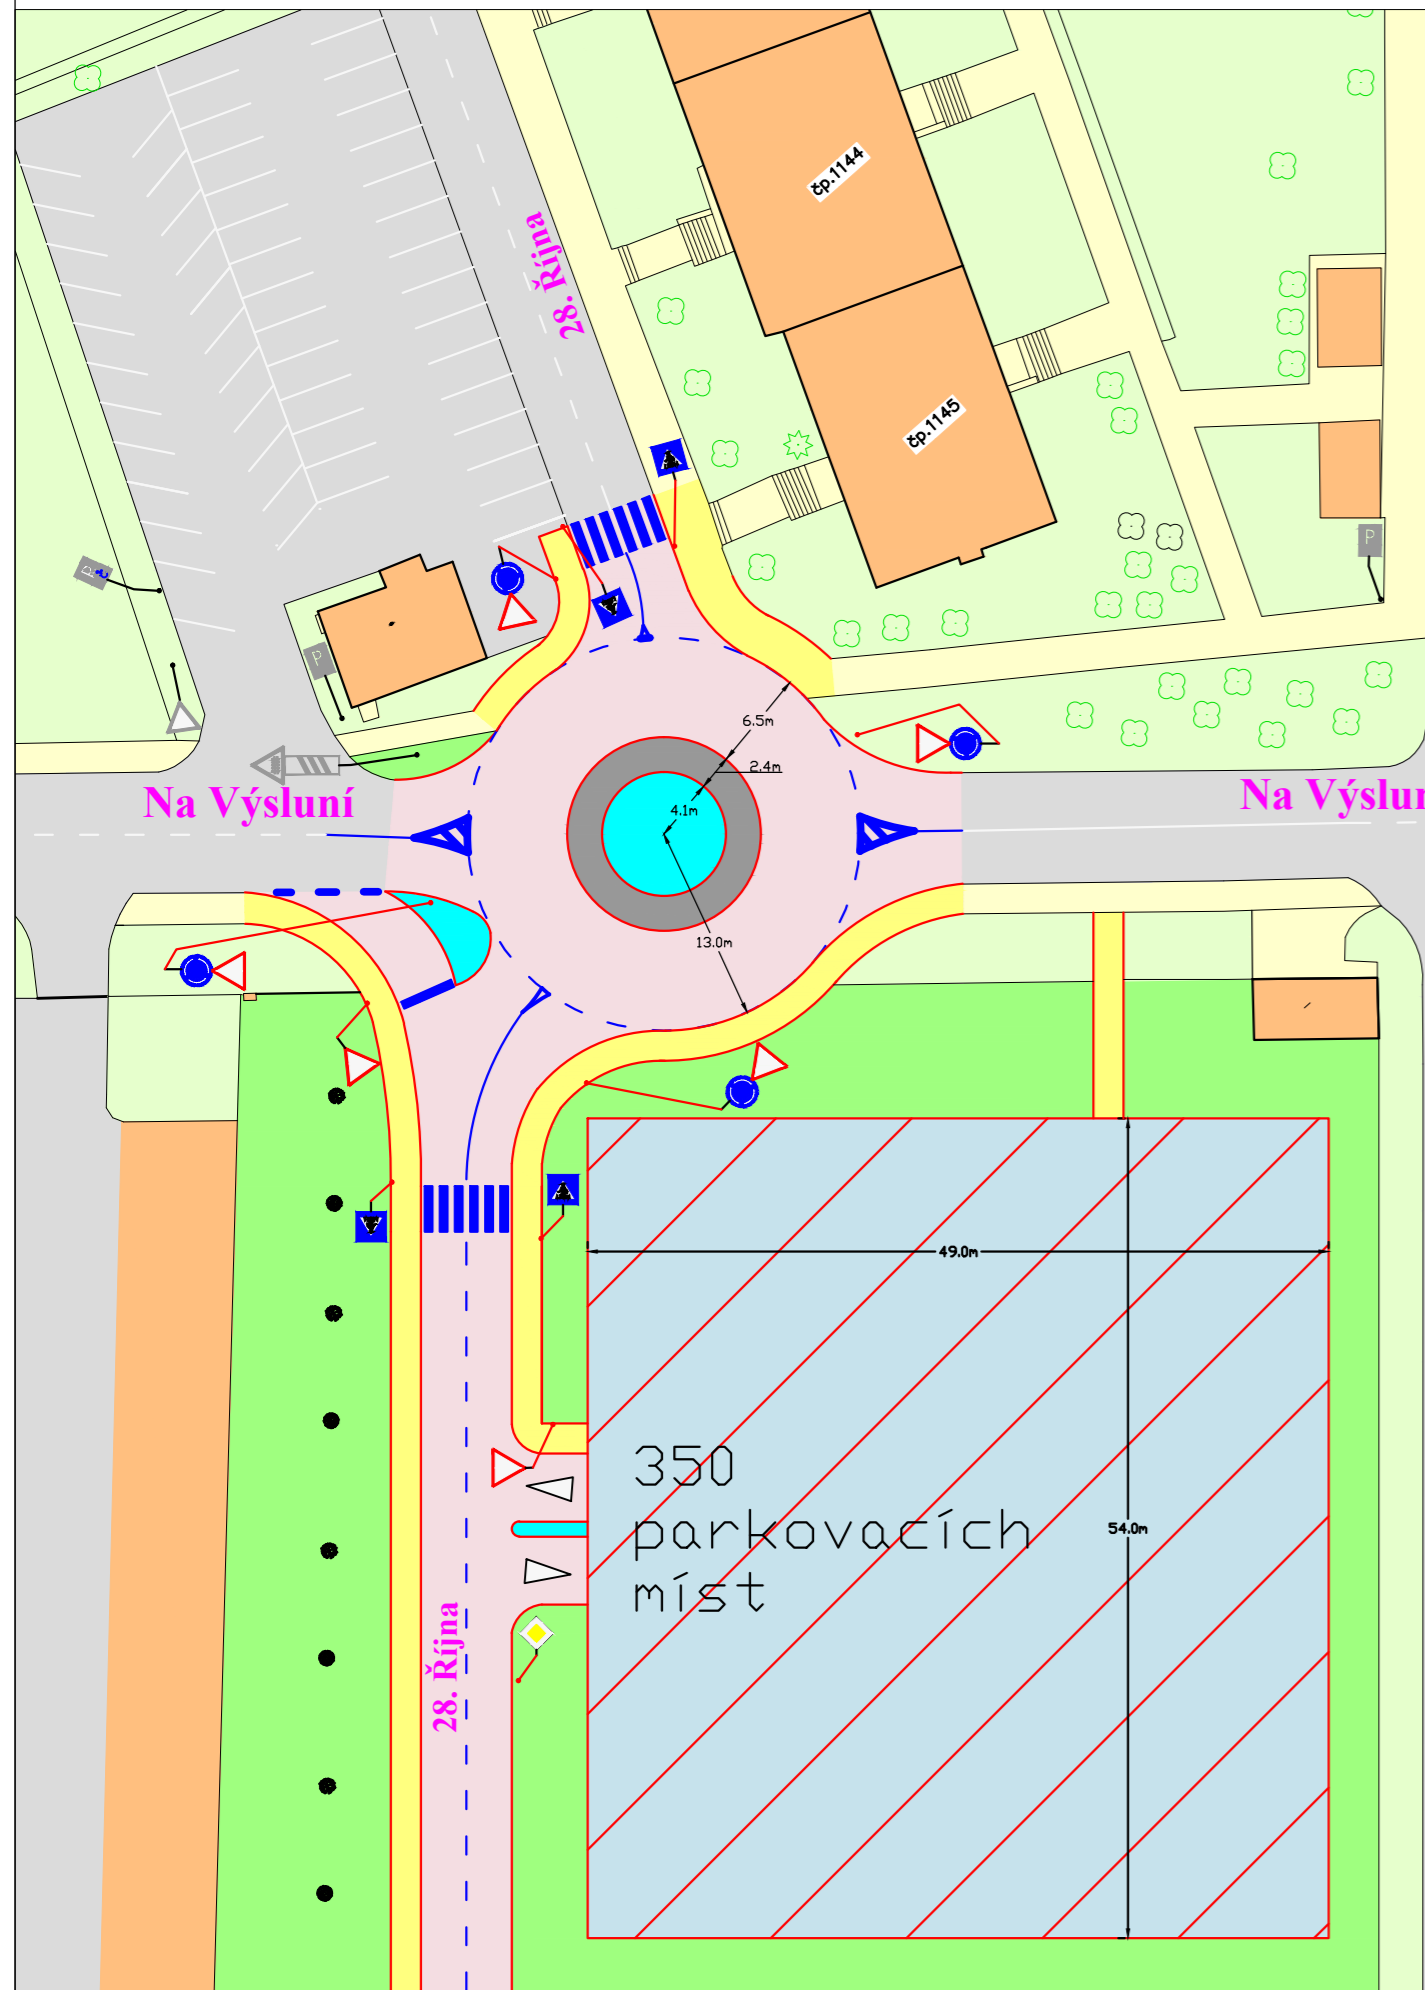 čp.1144
28. Října
čp.1145
P
P
P
6.5m
2.4m
4.1m
Na Výsluní
Na Výslun
13.0m
49.0m
350
parkovacích
míst
54.0m
28. Října